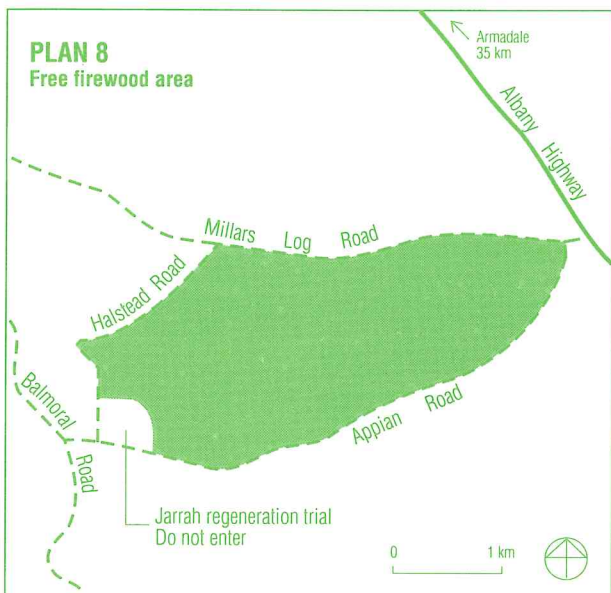 PLAN 8
Free firewood area
Armadale
35 km
Albany Highway
Millars Log Road
Halstead Road
Balmoral Road
Appian Road
Jarrah regeneration trial
Do not enter
0 1 km